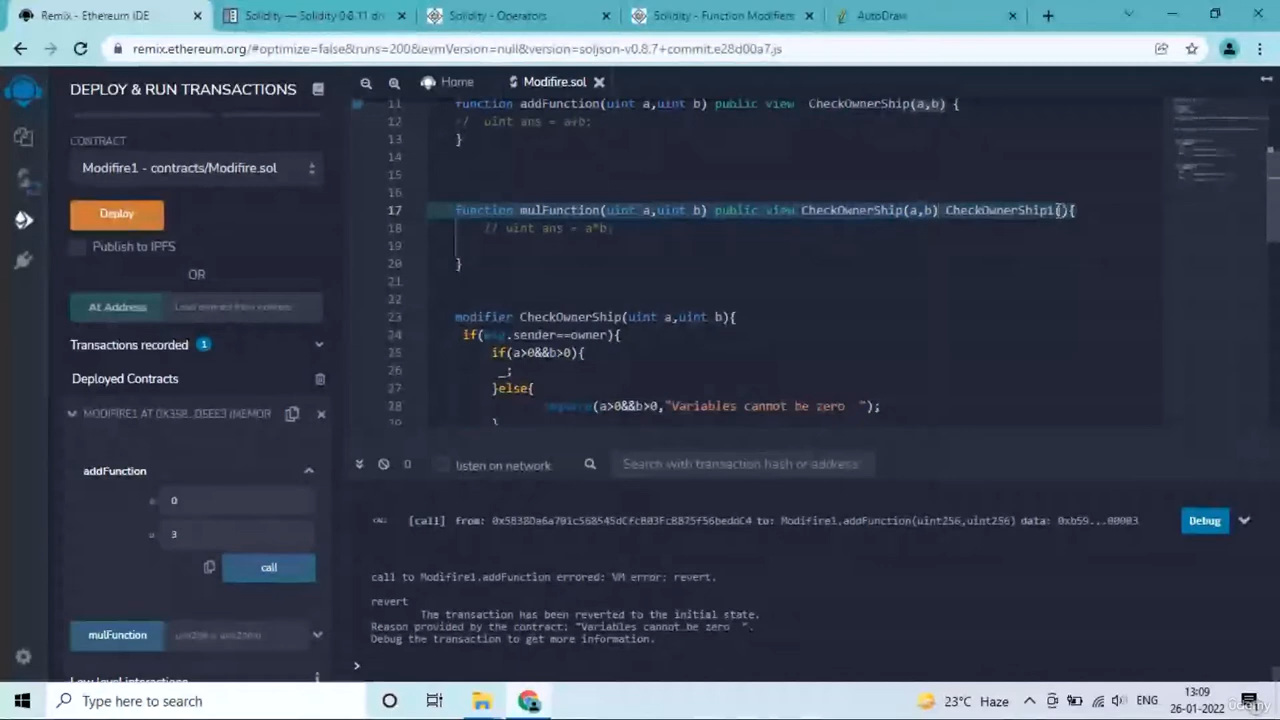 Remix - Ethereum IDE
Solidity — Solidity 0.8.11 do
Solidity - Operators
Solidity - Function Modifiers
AutoDraw
remix.ethereum.org/#optimize=false&runs=200&evmVersion=null&version=soljson-v0.8.7+commit.e28d00a7.js
DEPLOY & RUN TRANSACTIONS
Home
Modifire.sol
CONTRACT
Modifire1 - contracts/Modifire.sol
Deploy
Publish to IPFS
OR
At Address
Transactions recorded 1
Deployed Contracts
addFunction
0
3
call
mulFunction
11 function addFunction(uint a,uint b) public view CheckOwnerShip(a,b) {
12 // uint ans = a+b;
13 }
14
15
16
17 function mulFunction(uint a,uint b) public view CheckOwnerShip(a,b) CheckOwnerShip1(){
18 // uint ans = a*b;
19
20 }
21
22
23 modifier CheckOwnerShip(uint a,uint b){
24 if(msg.sender==owner){
25 if(a>0&&b>0){
26 _;
27 }else{
28 require(a>0&&b>0,"Variables cannot be zero ");
29 }
0
listen on network
Search with transaction hash or address
[call] from: to: Modifire1.addFunction(uint256,uint256) data: 0xb59...00003
Debug
call to Modifire1.addFunction errored: VM error: revert.
revert
The transaction has been reverted to the initial state.
Reason provided by the contract: "Variables cannot be zero ".
Debug the transaction to get more information.
>
Type here to search
23°C Haze
ENG
13:09
26-01-2022
Udemy